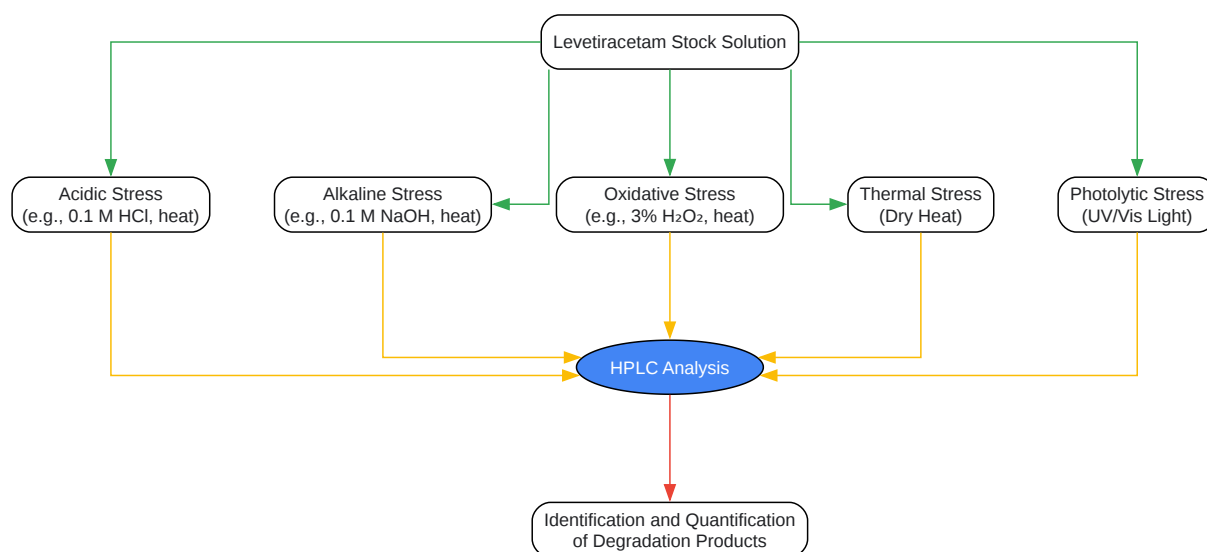 Levetiracetam Stock Solution
Acidic Stress
(e.g., 0.1 M HCl, heat)
Alkaline Stress
(e.g., 0.1 M NaOH, heat)
Oxidative Stress
(e.g., 3% H₂O₂, heat)
Thermal Stress
(Dry Heat)
Photolytic Stress
(UV/Vis Light)
HPLC Analysis
Identification and Quantification
of Degradation Products